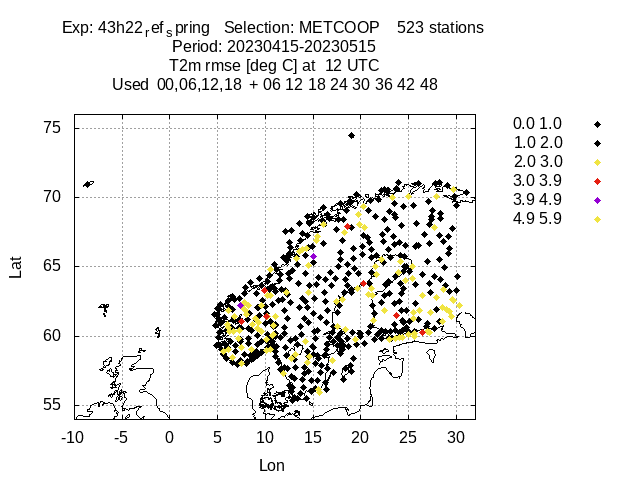 Exp: 43h22refspring Selection: METCOOP 523 stations
Period: 20230415-20230515
T2m rmse [deg C] at 12 UTC
Used 00,06,12,18 + 06 12 18 24 30 36 42 48
0.0 1.0
1.0 2.0
2.0 3.0
3.0 3.9
3.9 4.9
4.9 5.9
75
70
65
60
55
Lat
-10 -5 0 5 10 15 20 25 30
Lon